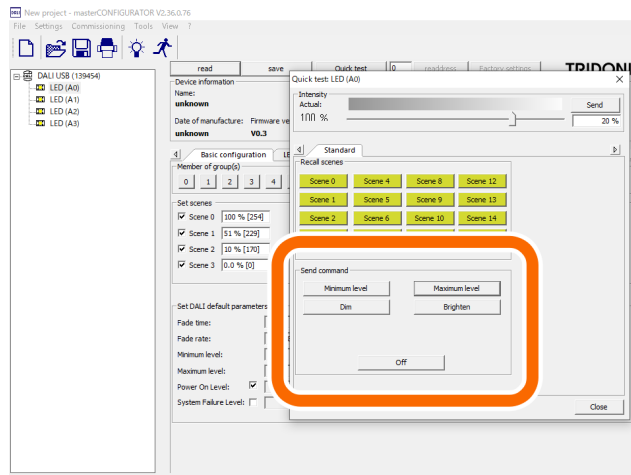 New project - masterCONFIGURATOR V2.36.0.76
File Settings Commissioning Tools View ?
DALI USB (139454)
LED (A0)
LED (A1)
LED (A2)
LED (A3)
read save Quick test 0 readdress Factory settings
Device information
Name:
unknown
Date of manufacture: Firmware ve
unknown V0.3
Basic configuration LE
Member of group(s)
0 1 2 3 4
Set scenes
Scene 0 100 % [254]
Scene 1 51 % [229]
Scene 2 10 % [170]
Scene 3 0.0 % [0]
Set DALI default parameters
Fade time:
Fade rate:
Minimum level:
Maximum level:
Power On Level:
System Failure Level:
TRIDON
Quick test: LED (A0)
Intensity
Actual:
100 %
Send
20 %
Standard
Recall scenes
Scene 0 Scene 4 Scene 8 Scene 12
Scene 1 Scene 5 Scene 9 Scene 13
Scene 2 Scene 6 Scene 10 Scene 14
Send command
Minimum level Maximum level
Dim Brighten
Off
Close